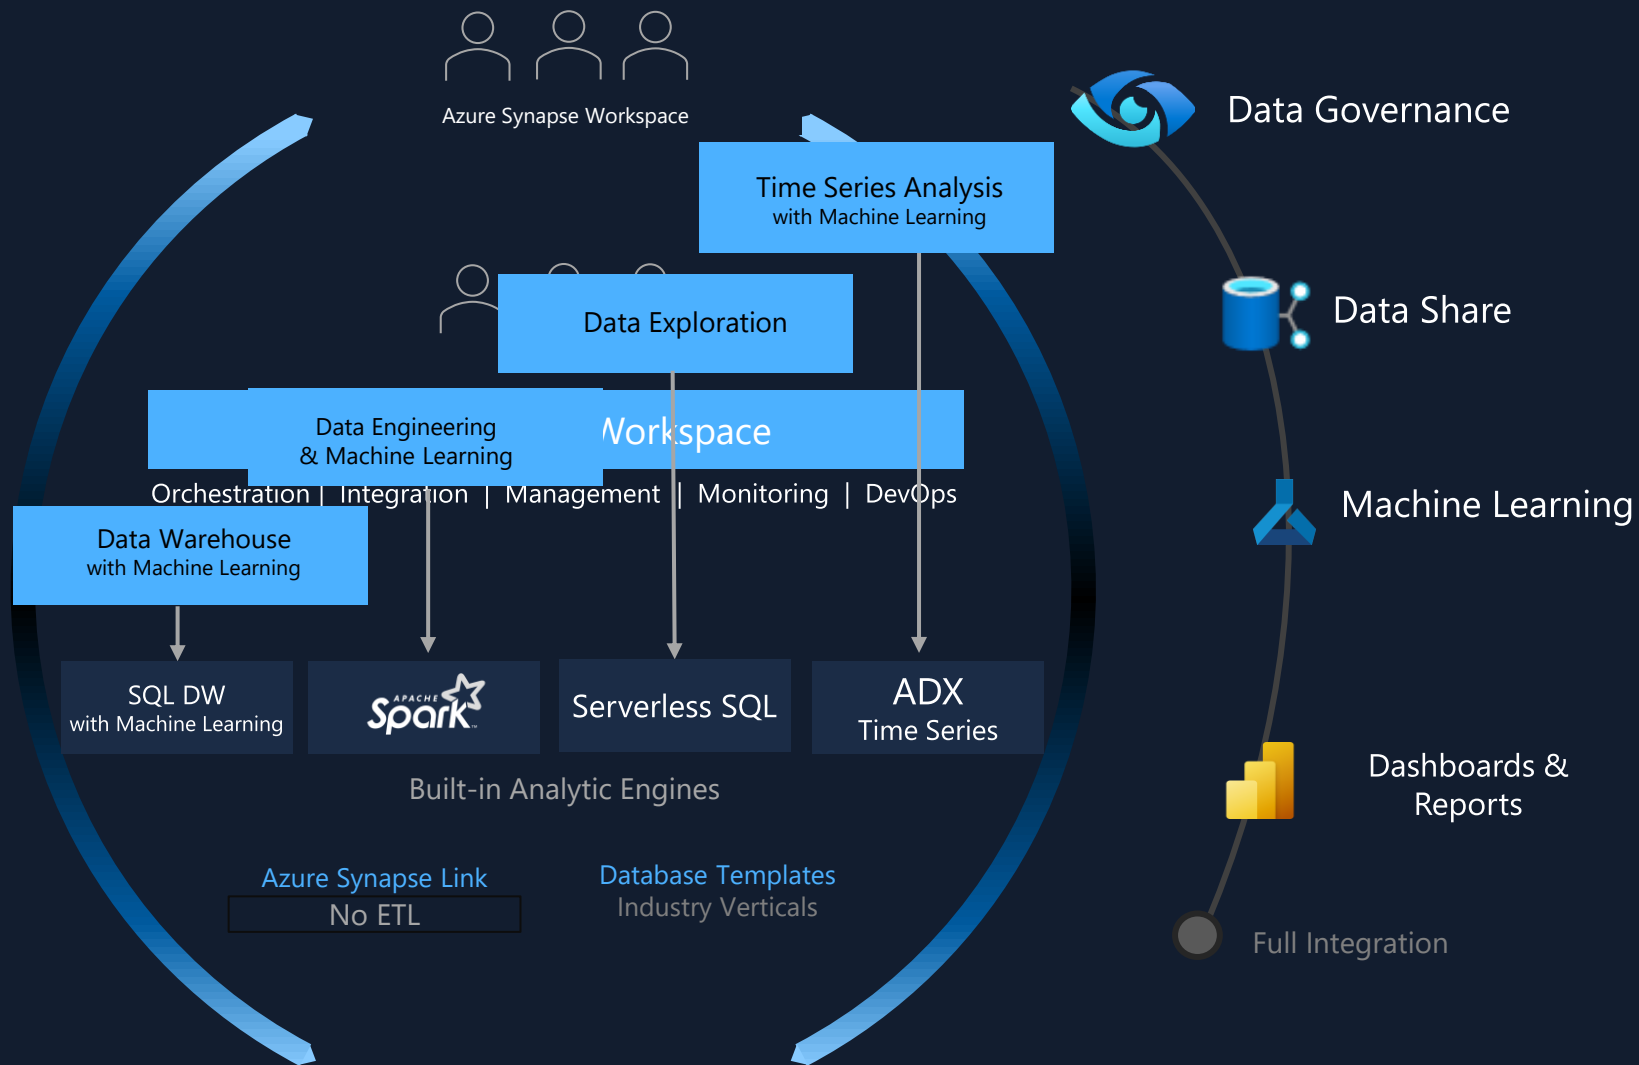 Azure Synapse Workspace
Data Governance
Time Series Analysis
with Machine Learning
Data Share
Data Exploration
Data Engineering
& Machine Learning
Workspace
Orchestration | Integration | Management | Monitoring | DevOps
Machine Learning
Data Warehouse
with Machine Learning
SQL DW
with Machine Learning
APACHE
Spark
TM
Serverless SQL
ADX
Time Series
Dashboards &
Reports
Built-in Analytic Engines
Azure Synapse Link
No ETL
Database Templates
Industry Verticals
Full Integration